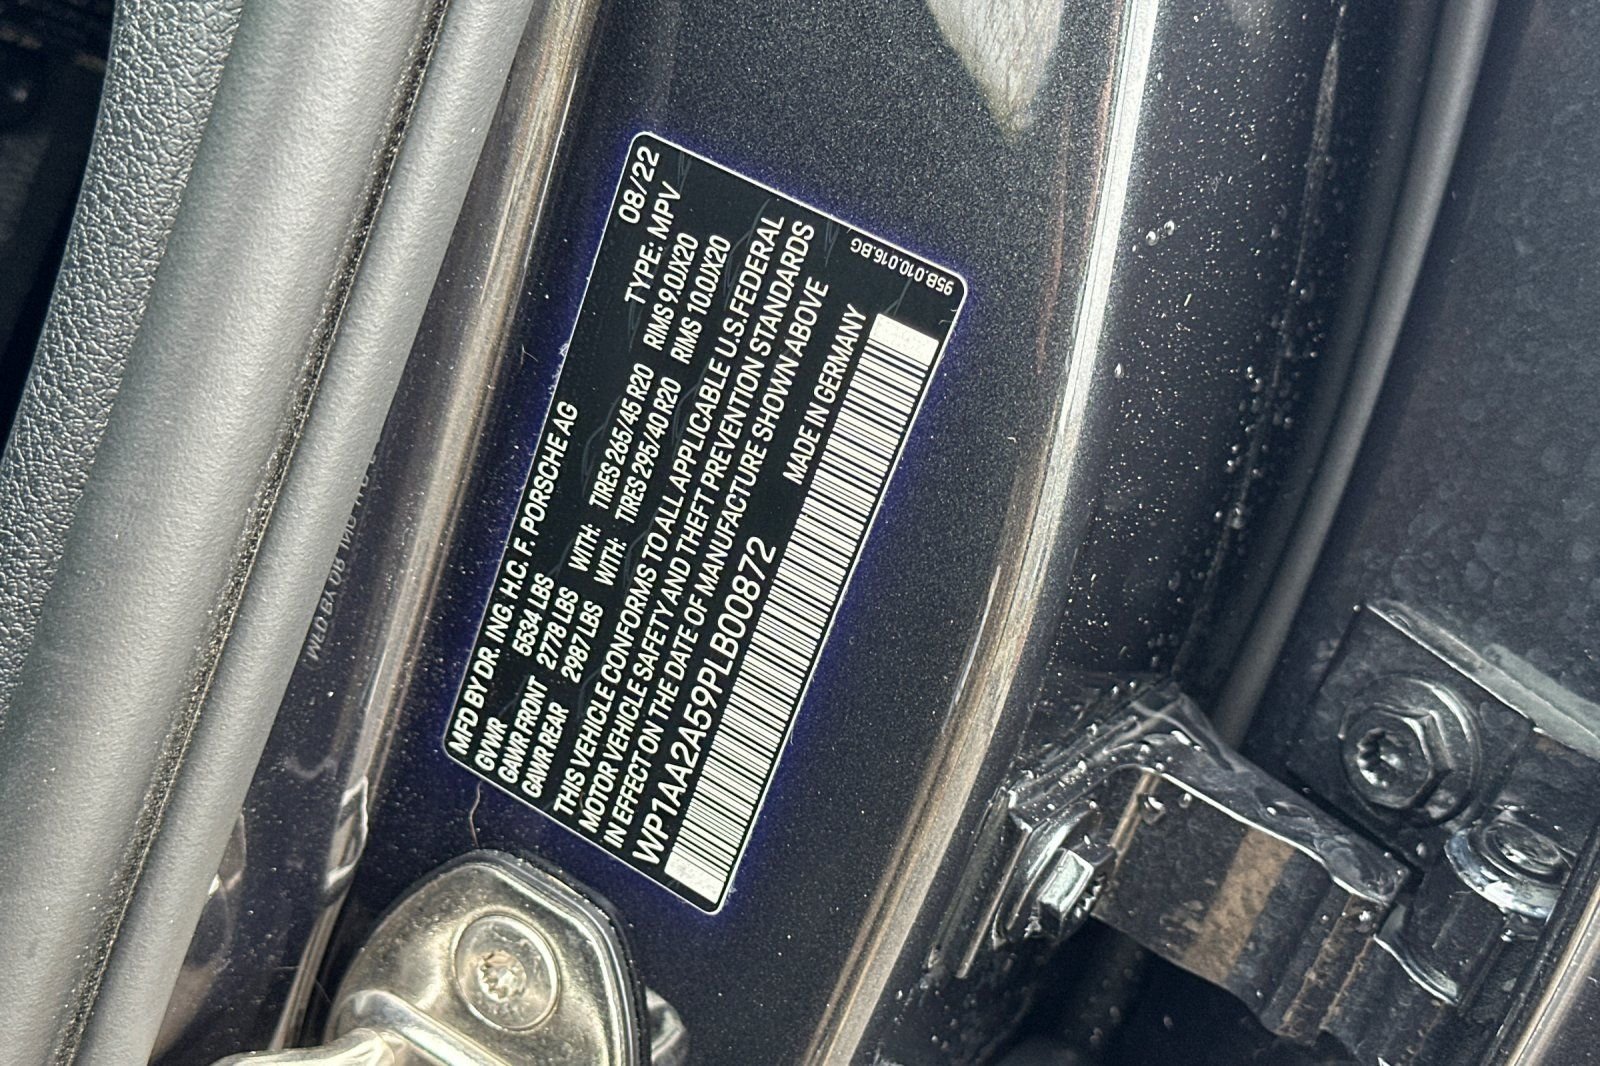 MFD BY DR. ING. H.C. F. PORSCHE AG 08/22
GVWR 5534 LBS TYPE: MPV
GAWR FRONT 2778 LBS WITH: TIRES 265/45 R20 RIMS 9.0JX20
GAWR REAR 2987 LBS WITH: TIRES 295/40 R20 RIMS 10.0JX20
THIS VEHICLE CONFORMS TO ALL APPLICABLE U.S.FEDERAL
MOTOR VEHICLE SAFETY AND THEFT PREVENTION STANDARDS
IN EFFECT ON THE DATE OF MANUFACTURE SHOWN ABOVE
WP1AA2A59PLB00872 MADE IN GERMANY
95B.010.016.BG